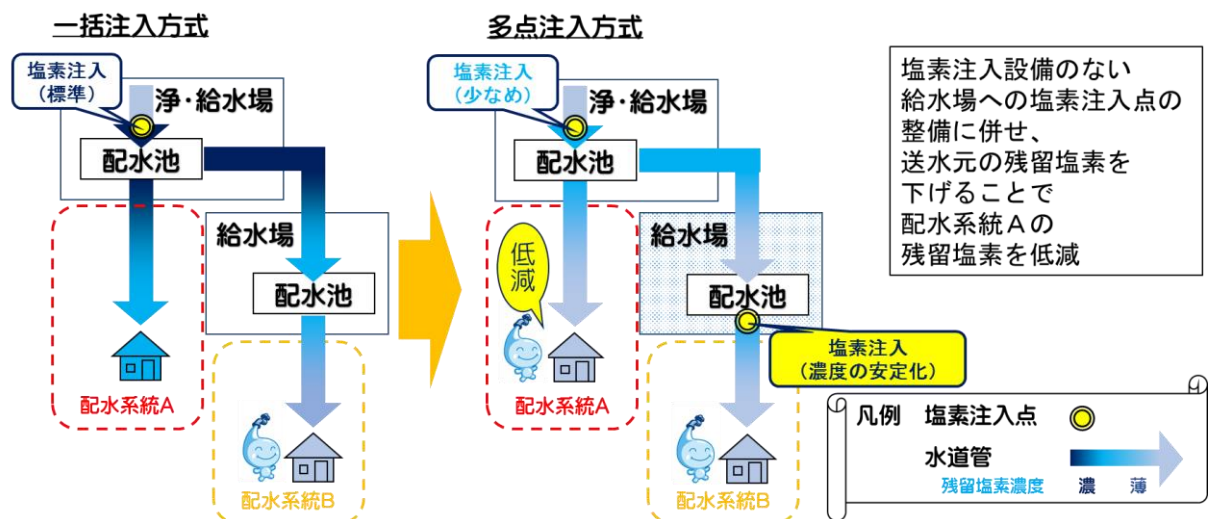 一括注入方式
塩素注入
(標準)
浄・給水場
配水池
給水場
配水池
配水系統A
配水系統B
多点注入方式
塩素注入
(少なめ)
浄・給水場
配水池
給水場
低減
配水池
塩素注入
(濃度の安定化)
配水系統A
配水系統B
塩素注入設備のない
給水場への塩素注入点の
整備に併せ、
送水元の残留塩素を
下げることで
配水系統Aの
残留塩素を低減
凡例 塩素注入点
水道管
残留塩素濃度 濃 薄